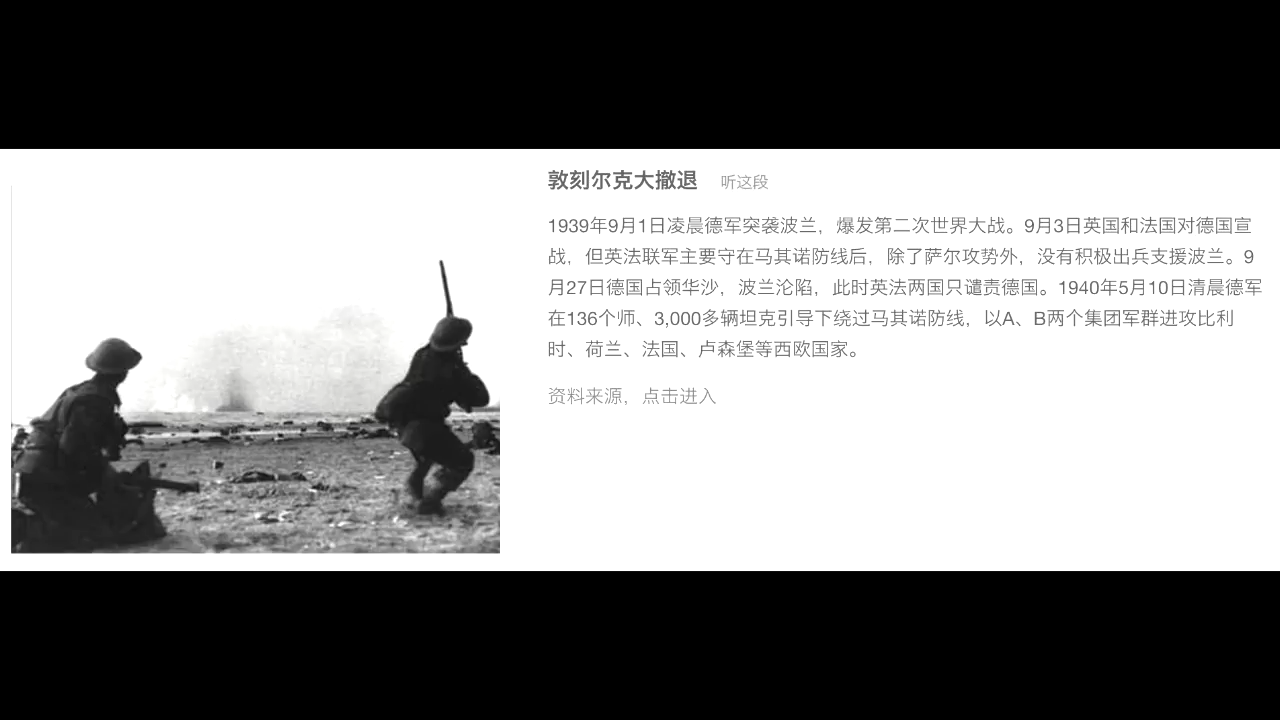 敦刻尔克大撤退 听这段
1939年9月1日凌晨德军突袭波兰，爆发第二次世界大战。9月3日英国和法国对德国宣
战，但英法联军主要守在马其诺防线后，除了萨尔攻势外，没有积极出兵支援波兰。9
月27日德国占领华沙，波兰沦陷，此时英法两国只谴责德国。1940年5月10日清晨德军
在136个师、3,000多辆坦克引导下绕过马其诺防线，以A、B两个集团军群进攻比利
时、荷兰、法国、卢森堡等西欧国家。
资料来源，点击进入